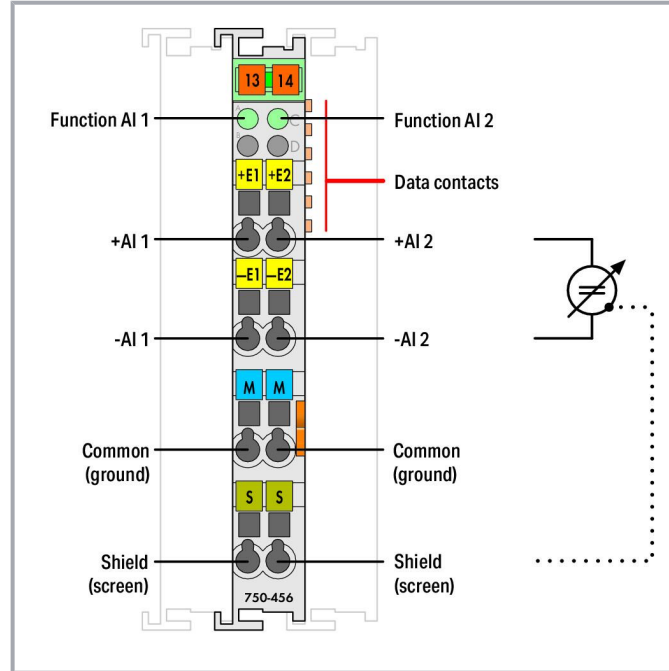 13 14
Function AI 1
A C
Function AI 2
B D
Data contacts
+E1 +E2
+AI 1
+AI 2
—E1 —E2
-AI 1
-AI 2
M M
Common
(ground)
Common
(ground)
S S
Shield
(screen)
Shield
(screen)
750-456